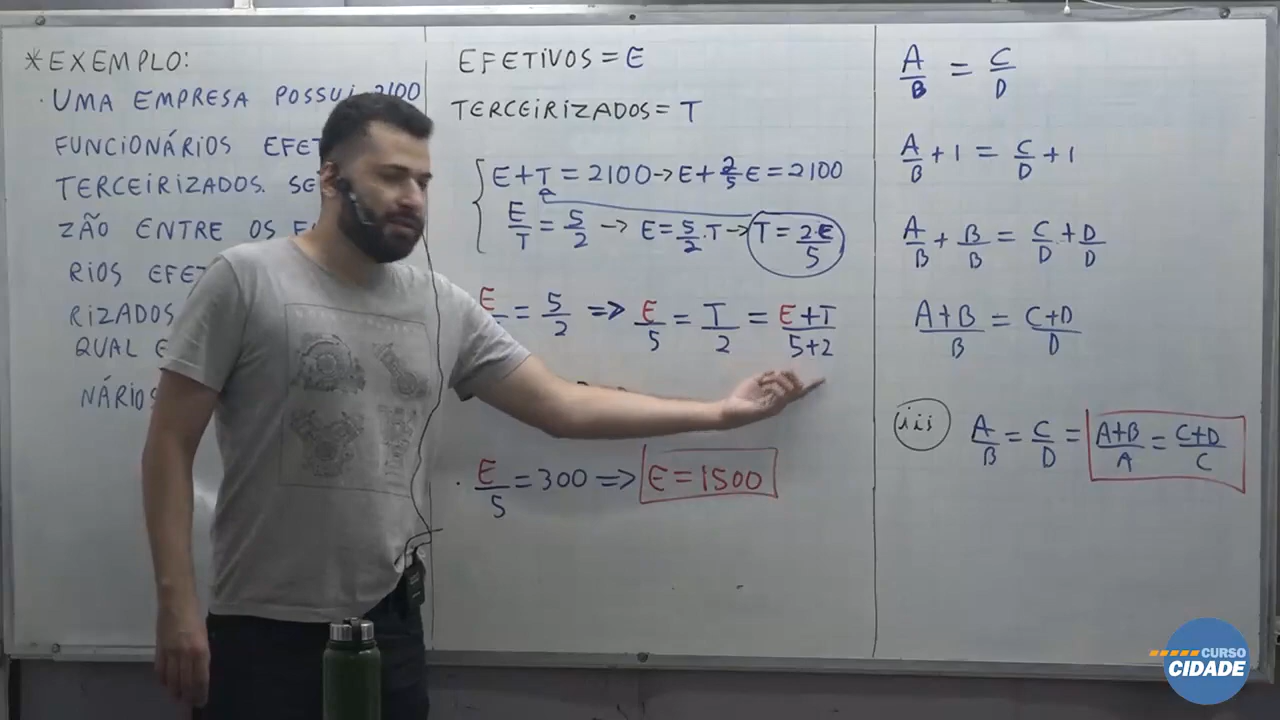 *EXEMPLO:
· UMA EMPRESA POSSUI 2100
FUNCIONÁRIOS
TERCEIRIZADOS.
ZÃO ENTRE OS
RIOS
RIZADOS
QUAL
NÁRIOS
EFETIVOS = E
TERCEIRIZADOS = T
E+T = 2100 → E + 2/5 E = 2100
E/T = 5/2 → E = 5/2 . T → T = 2.E/5
E = 5/2 => E/5 = T/2 = E+T/5+2
· E/5 = 300 => E = 1500
A/B = C/D
A/B + 1 = C/D + 1
A/B + B/B = C/D + D/D
A+B/B = C+D/D
iii A/B = C/D = A+B/A = C+D/C
CURSO
CIDADE